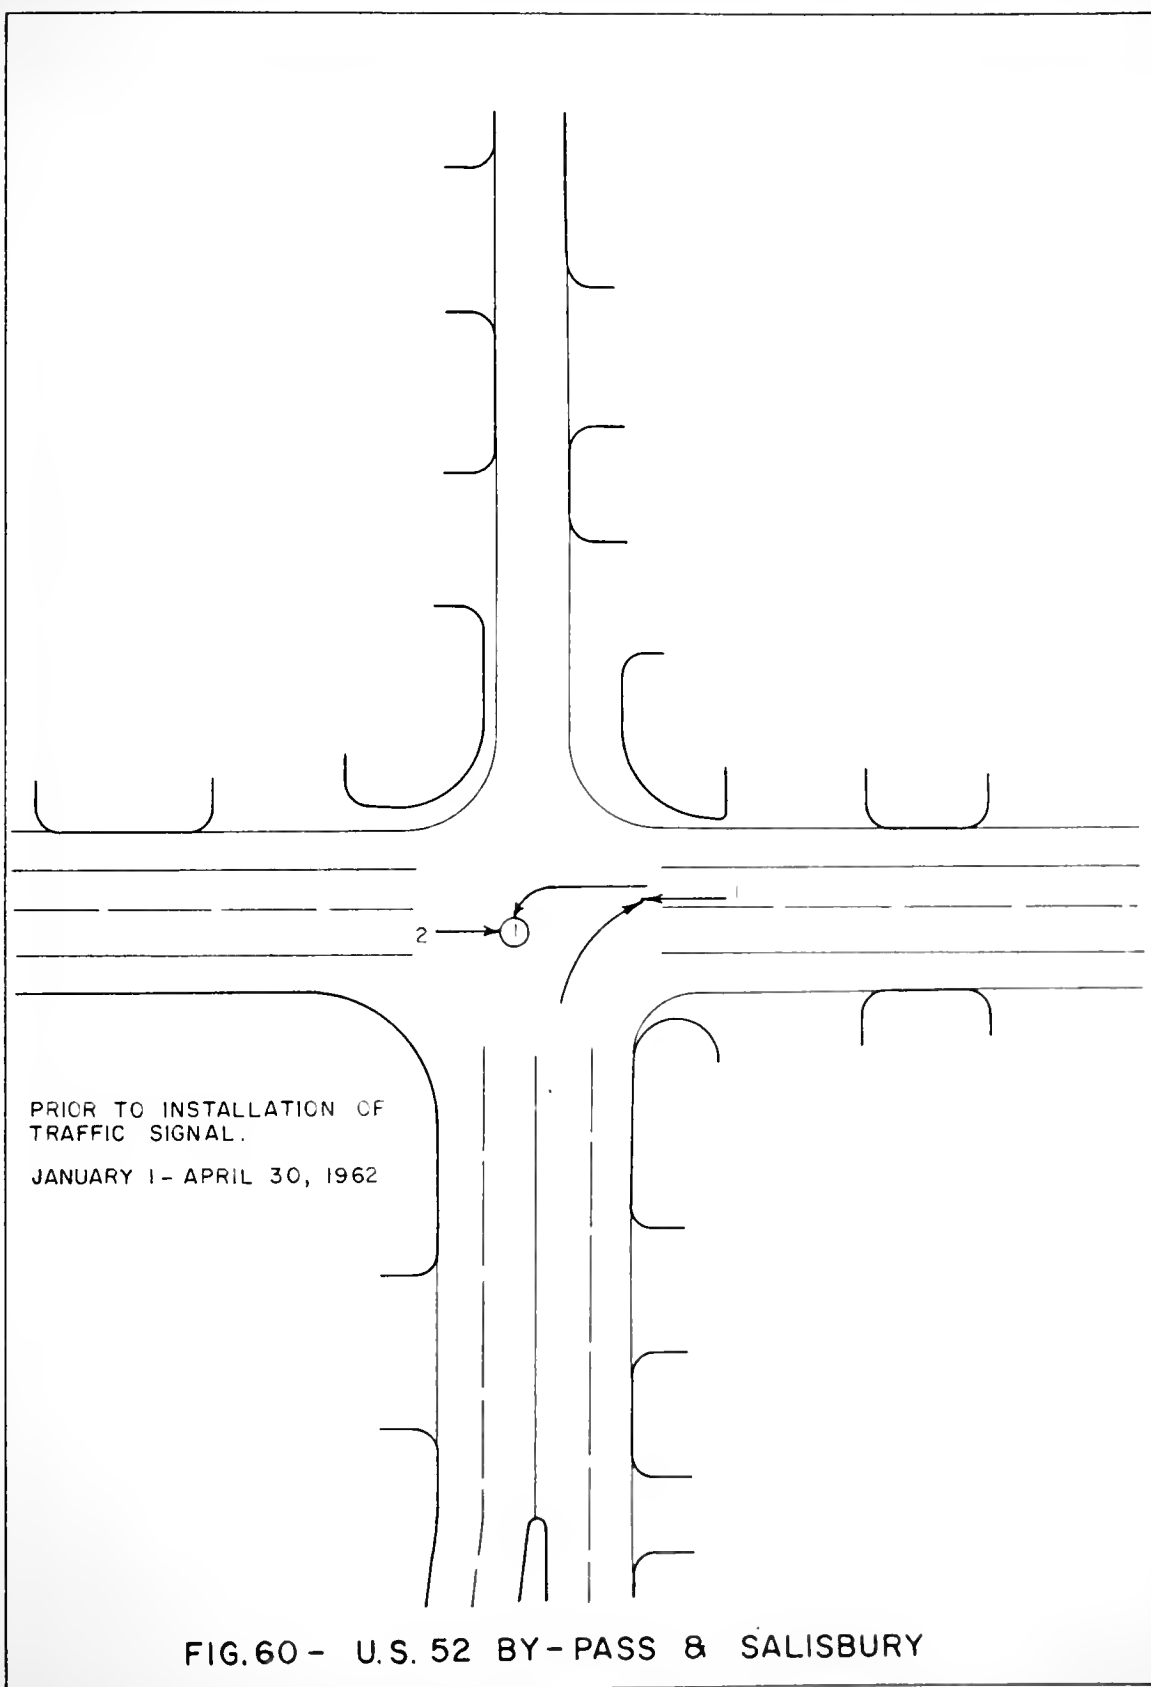 1
2
1
PRIOR TO INSTALLATION OF
TRAFFIC SIGNAL.
JANUARY 1 - APRIL 30, 1962
FIG. 60 - U.S. 52 BY-PASS & SALISBURY